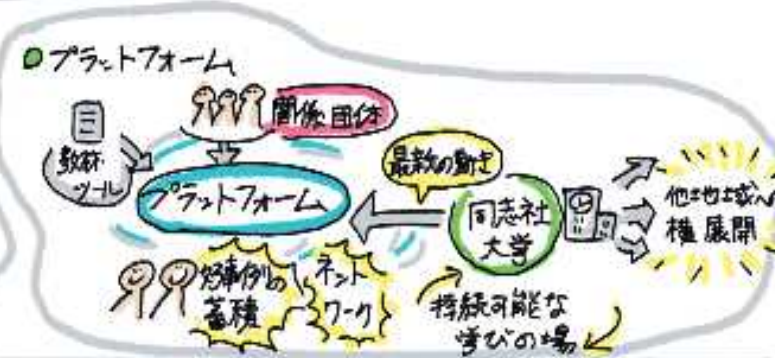 プラットフォーム
関係団体
教材
ツール
最新の動き
プラットフォーム
同志社
大学
他地域へ
横展開
好事例の
蓄積
ネット
ワーク
持続可能な
学びの場